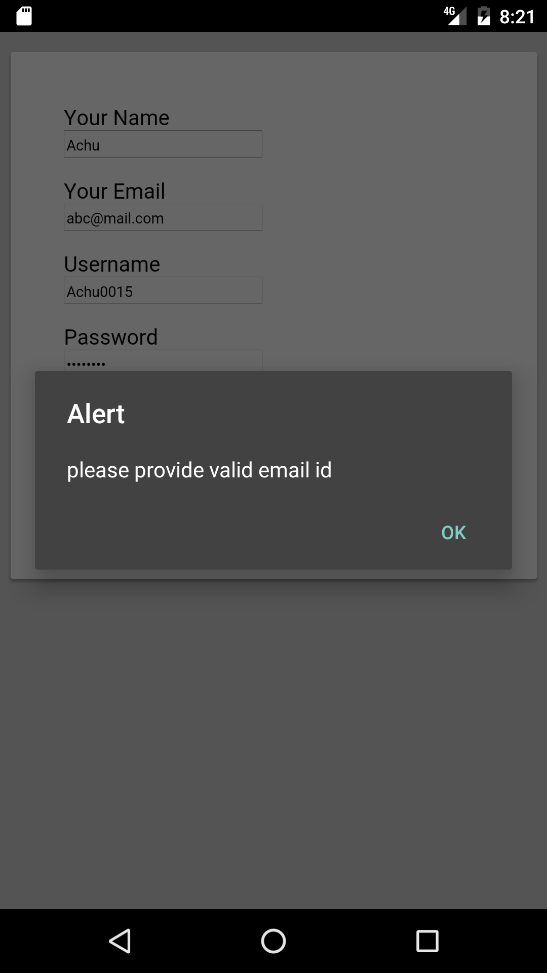 4G 8:21
Your Name
Achu
Your Email
abc@mail.com
Username
Achu0015
Password
••••••••
Alert
please provide valid email id
OK